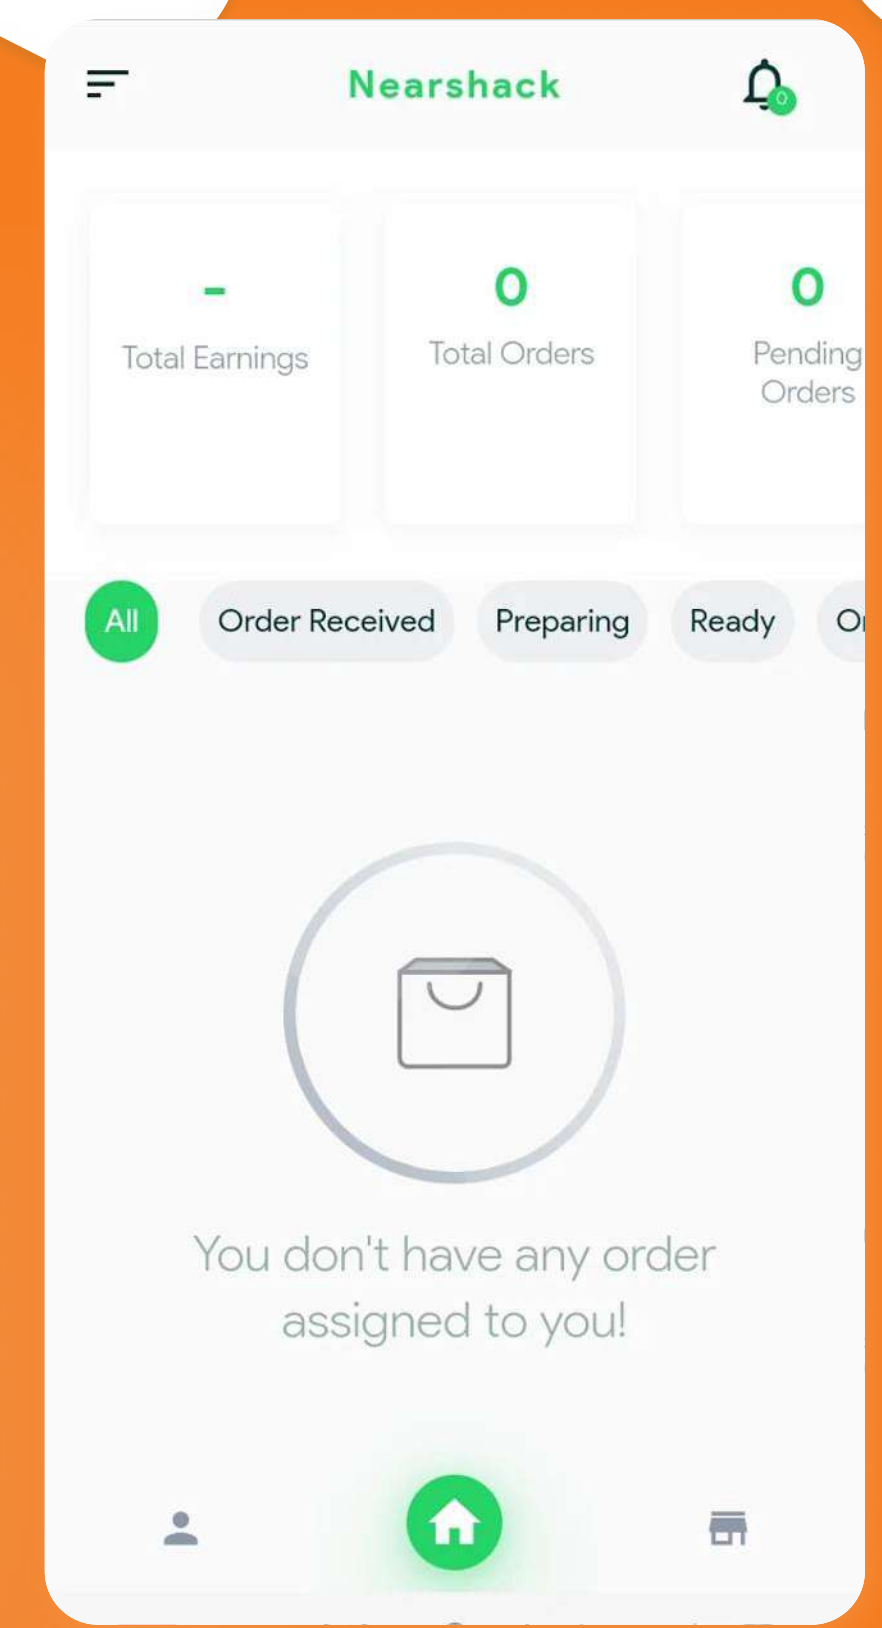 Nearshack
0
-
0
0
Total Earnings
Total Orders
Pending
Orders
All
Order Received
Preparing
Ready
You don't have any order
assigned to you!